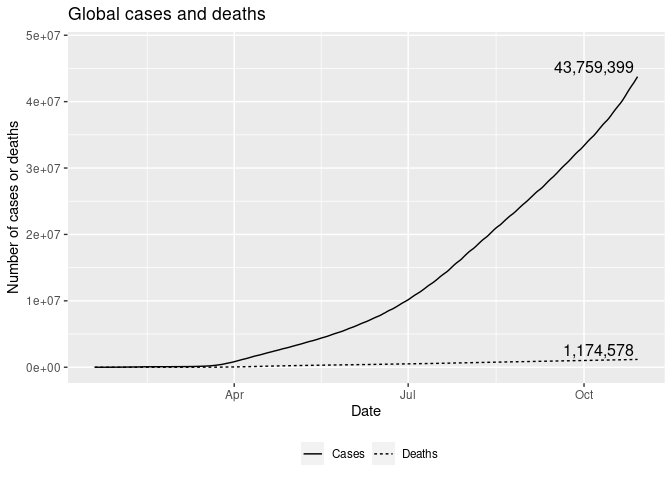 Global cases and deaths
5e+07
4e+07
3e+07
2e+07
1e+07
0e+00
Number of cases or deaths
43,759,399
1,174,578
Apr
Jul
Oct
Date
Cases
Deaths